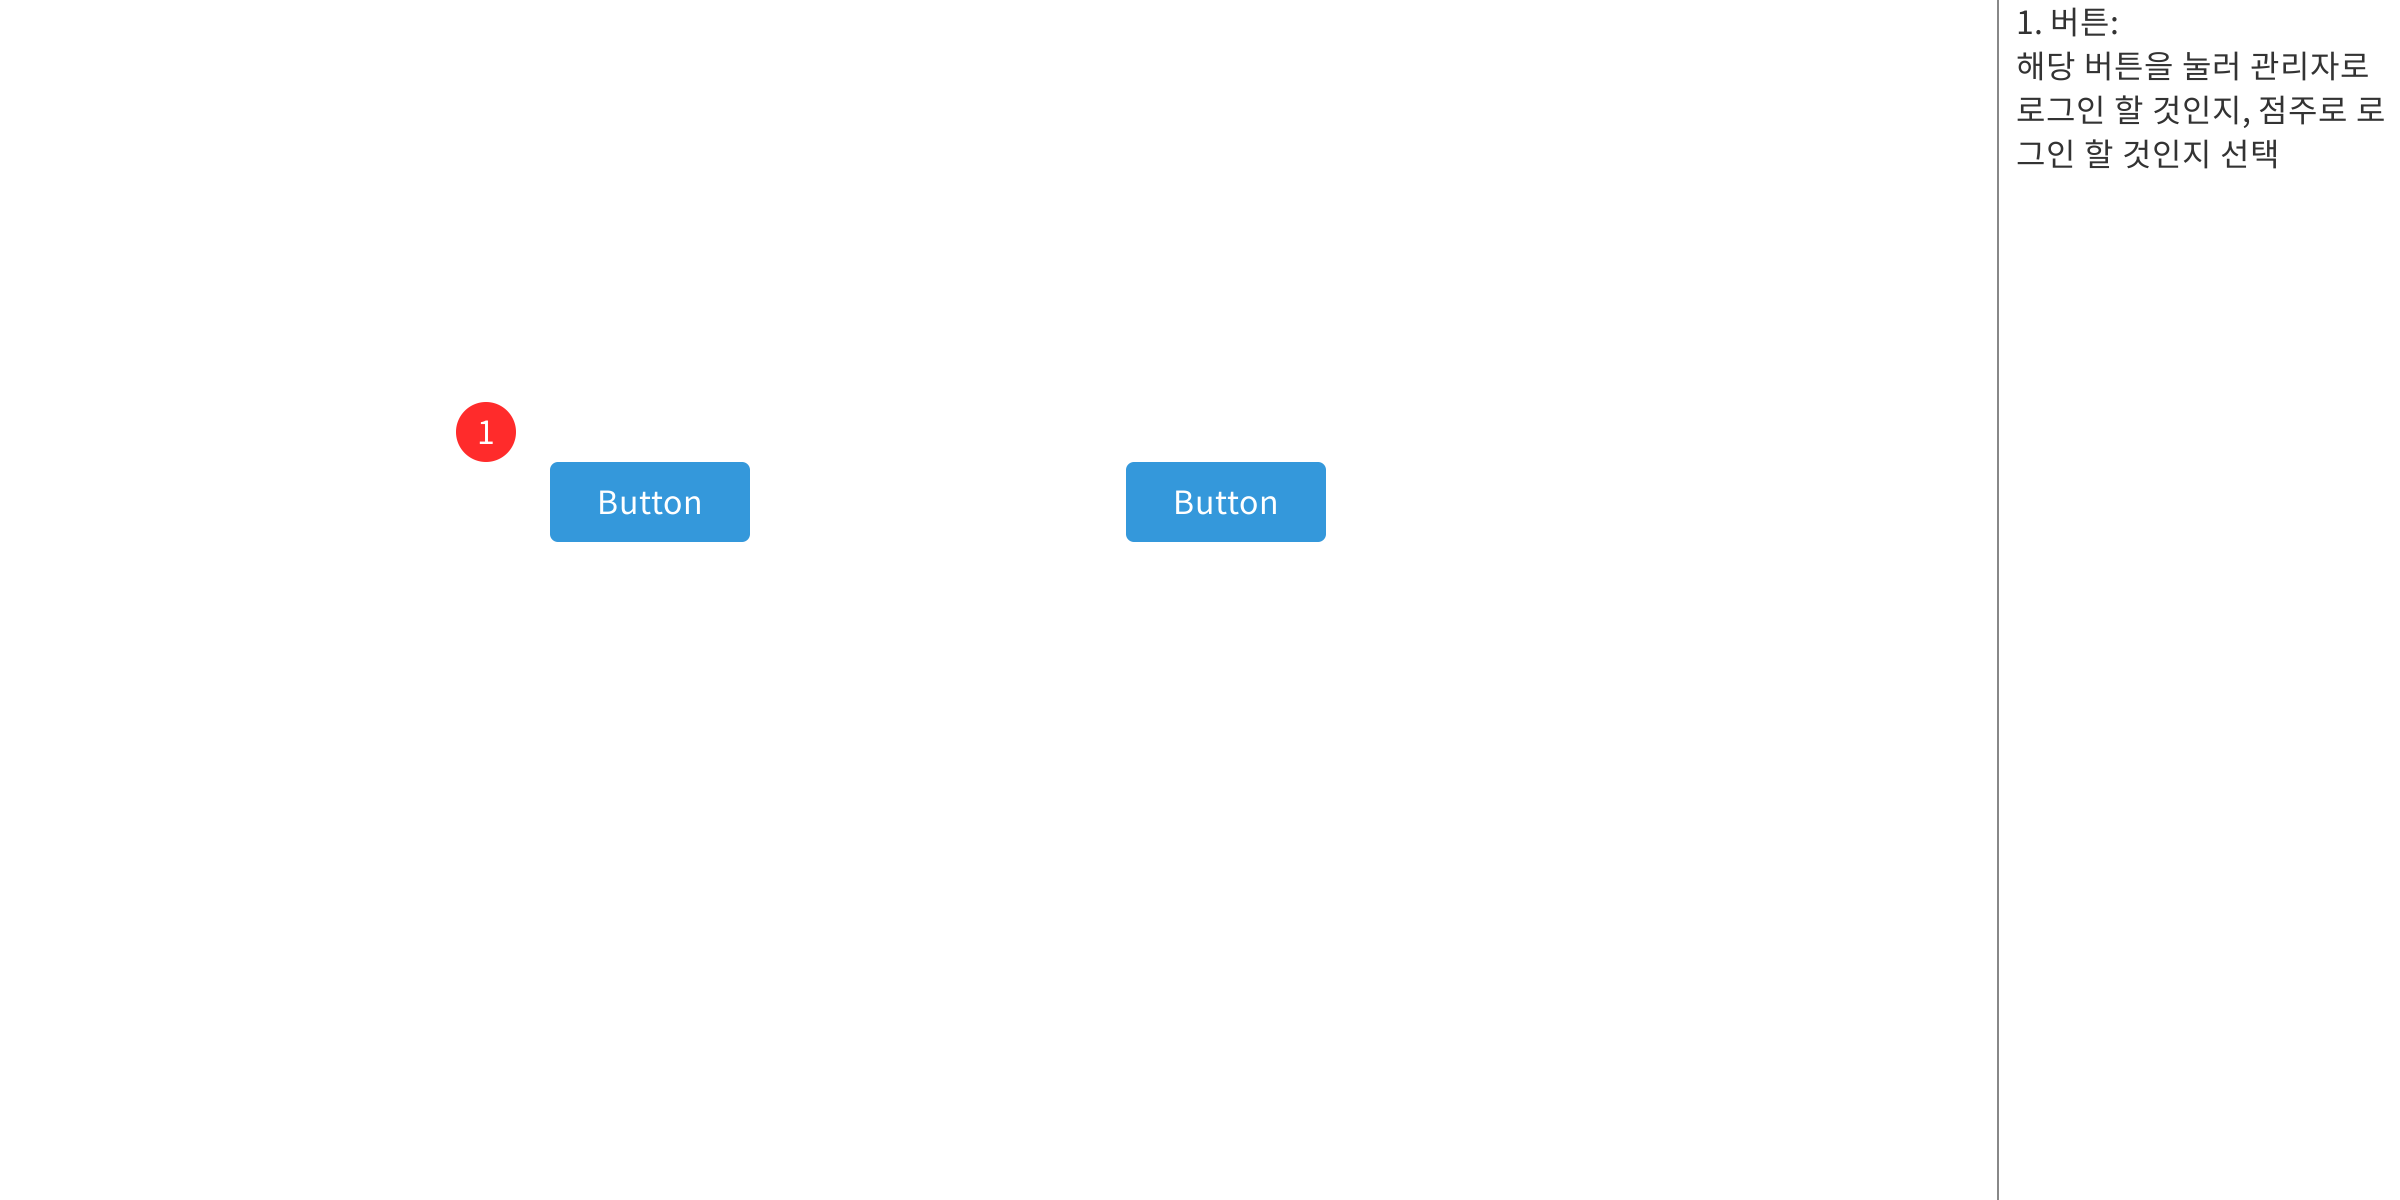 1. 버튼:
해당 버튼을 눌러 관리자로
로그인 할 것인지, 점주로 로
그인 할 것인지 선택
1
Button
Button